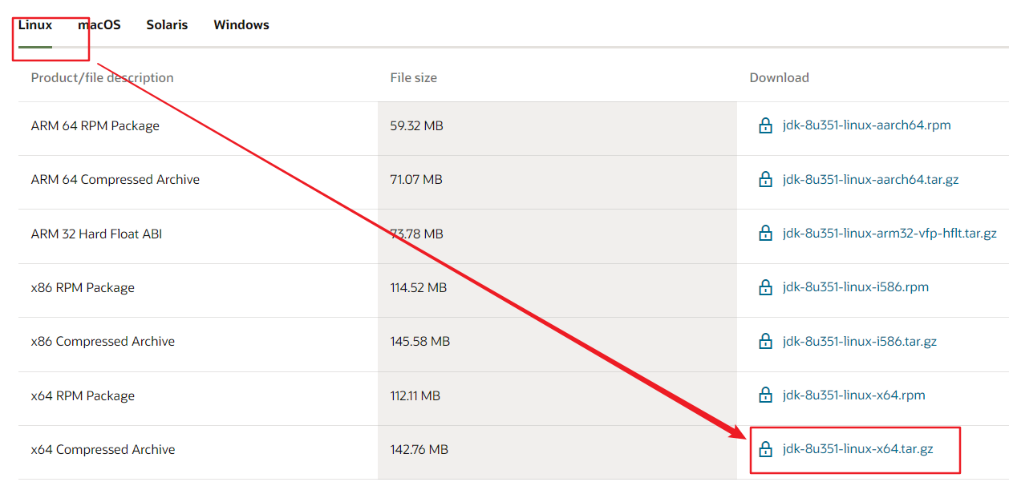 Linux macOS Solaris Windows
Product/file description File size Download
ARM 64 RPM Package 59.32 MB jdk-8u351-linux-aarch64.rpm
ARM 64 Compressed Archive 71.07 MB jdk-8u351-linux-aarch64.tar.gz
ARM 32 Hard Float ABI 73.78 MB jdk-8u351-linux-arm32-vfp-hflt.tar.gz
x86 RPM Package 114.52 MB jdk-8u351-linux-i586.rpm
x86 Compressed Archive 145.58 MB jdk-8u351-linux-i586.tar.gz
x64 RPM Package 112.11 MB jdk-8u351-linux-x64.rpm
x64 Compressed Archive 142.76 MB jdk-8u351-linux-x64.tar.gz